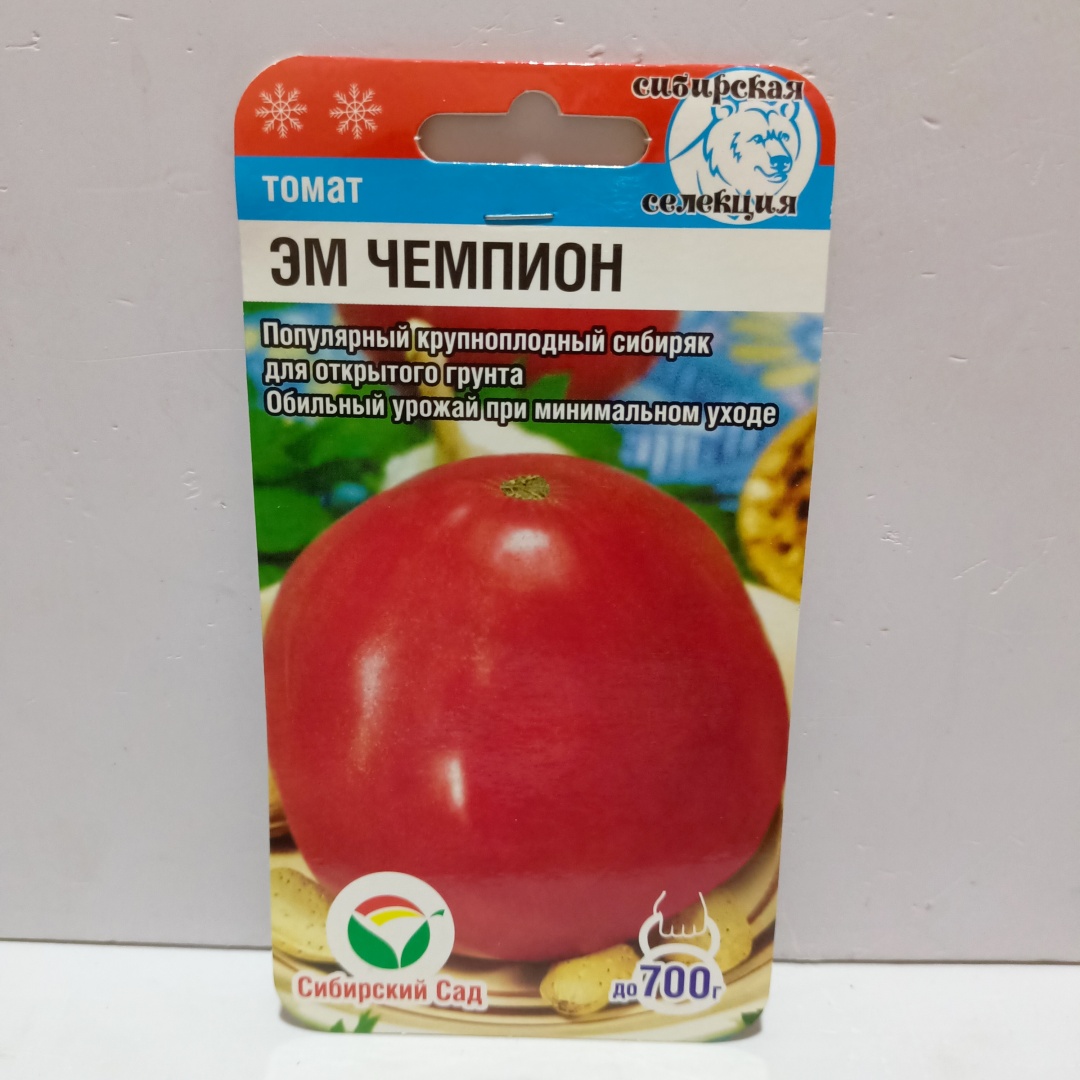 сибирская
селекция
томат
ЭМ ЧЕМПИОН
Популярный крупноплодный сибиряк
для открытого грунта
Обильный урожай при минимальном уходе
Сибирский Сад
до 700г